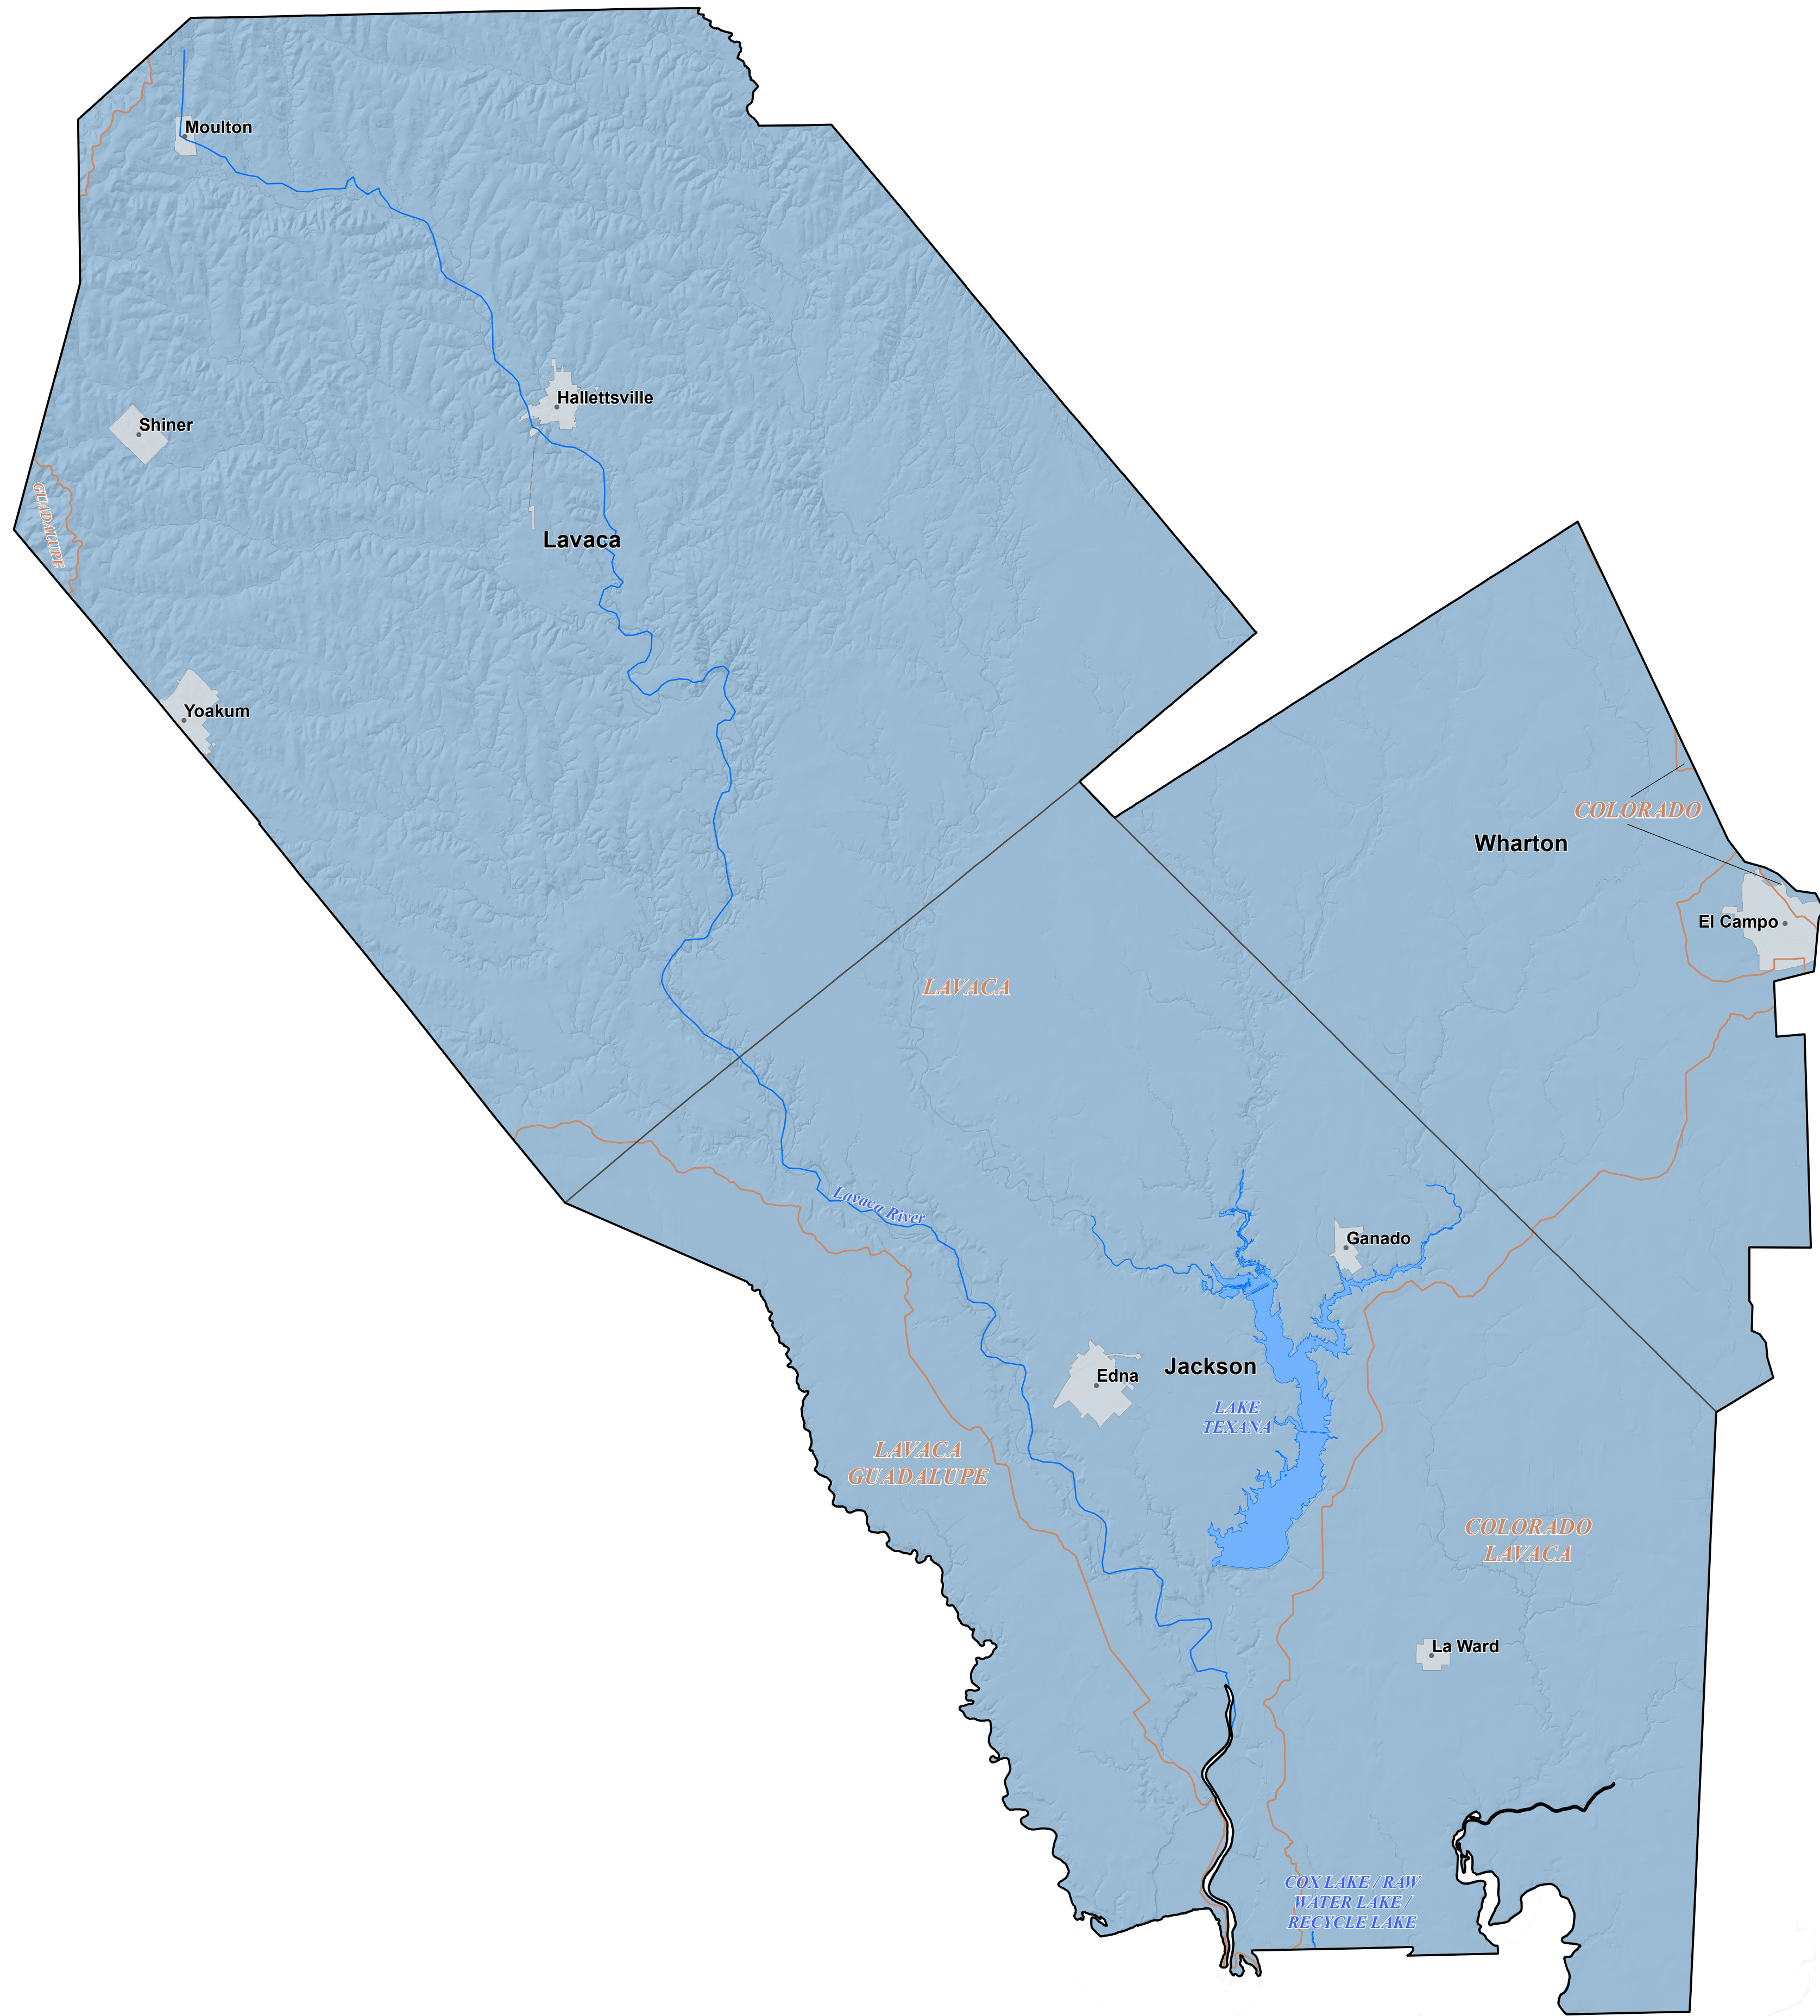 Moulton
Hallettsville
Shiner
GUADALUPE
Lavaca
Yoakum
COLORADO
Wharton
El Campo
LAVACA
Lavaca River
Ganado
Edna
Jackson
LAKE
TEXANA
LAVACA
GUADALUPE
COLORADO
LAVACA
La Ward
COX LAKE / RAW
WATER LAKE /
RECYCLE LAKE